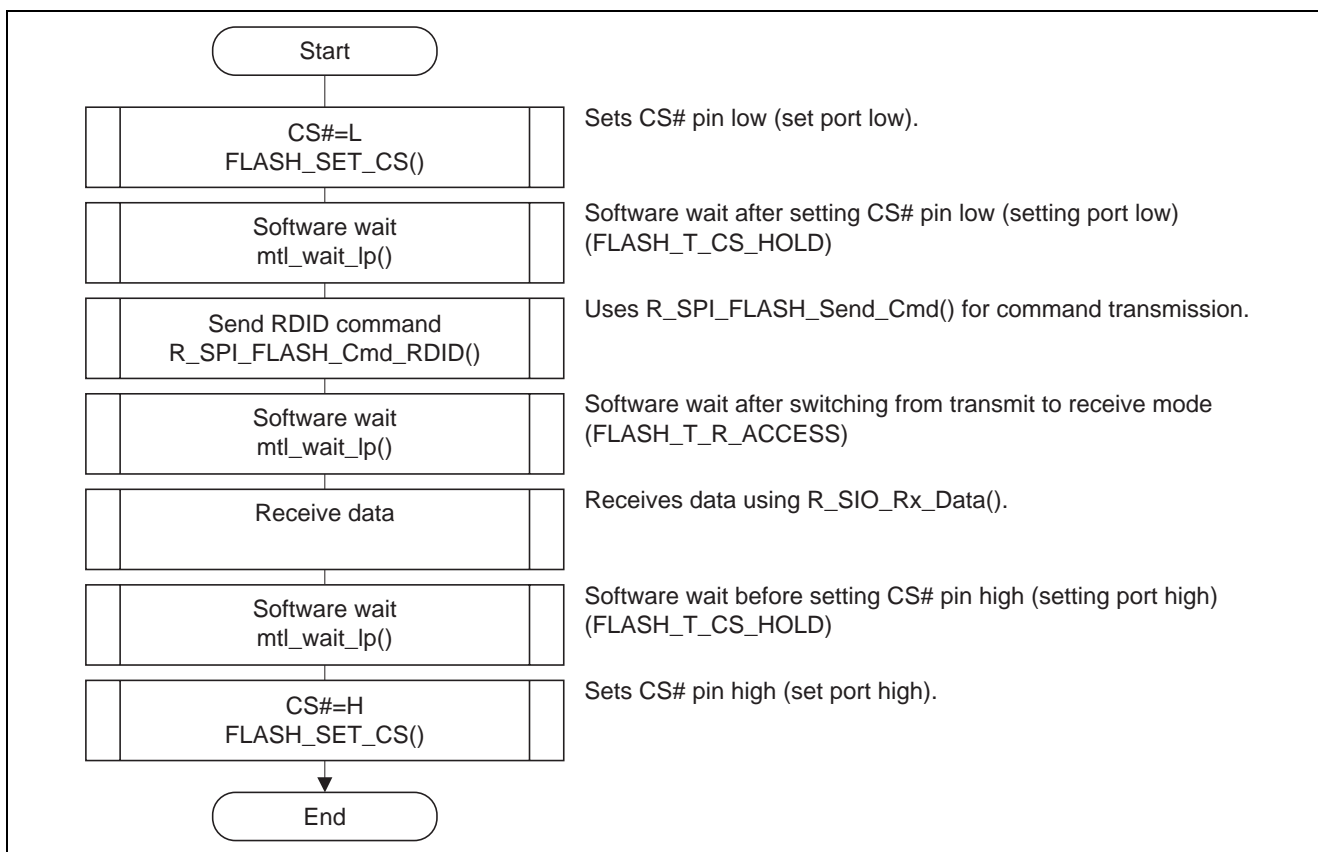 Start
CS#=L
FLASH_SET_CS()
Sets CS# pin low (set port low).
Software wait
mtl_wait_lp()
Software wait after setting CS# pin low (setting port low)
(FLASH_T_CS_HOLD)
Send RDID command
R_SPI_FLASH_Cmd_RDID()
Uses R_SPI_FLASH_Send_Cmd() for command transmission.
Software wait
mtl_wait_lp()
Software wait after switching from transmit to receive mode
(FLASH_T_R_ACCESS)
Receive data
Receives data using R_SIO_Rx_Data().
Software wait
mtl_wait_lp()
Software wait before setting CS# pin high (setting port high)
(FLASH_T_CS_HOLD)
CS#=H
FLASH_SET_CS()
Sets CS# pin high (set port high).
End